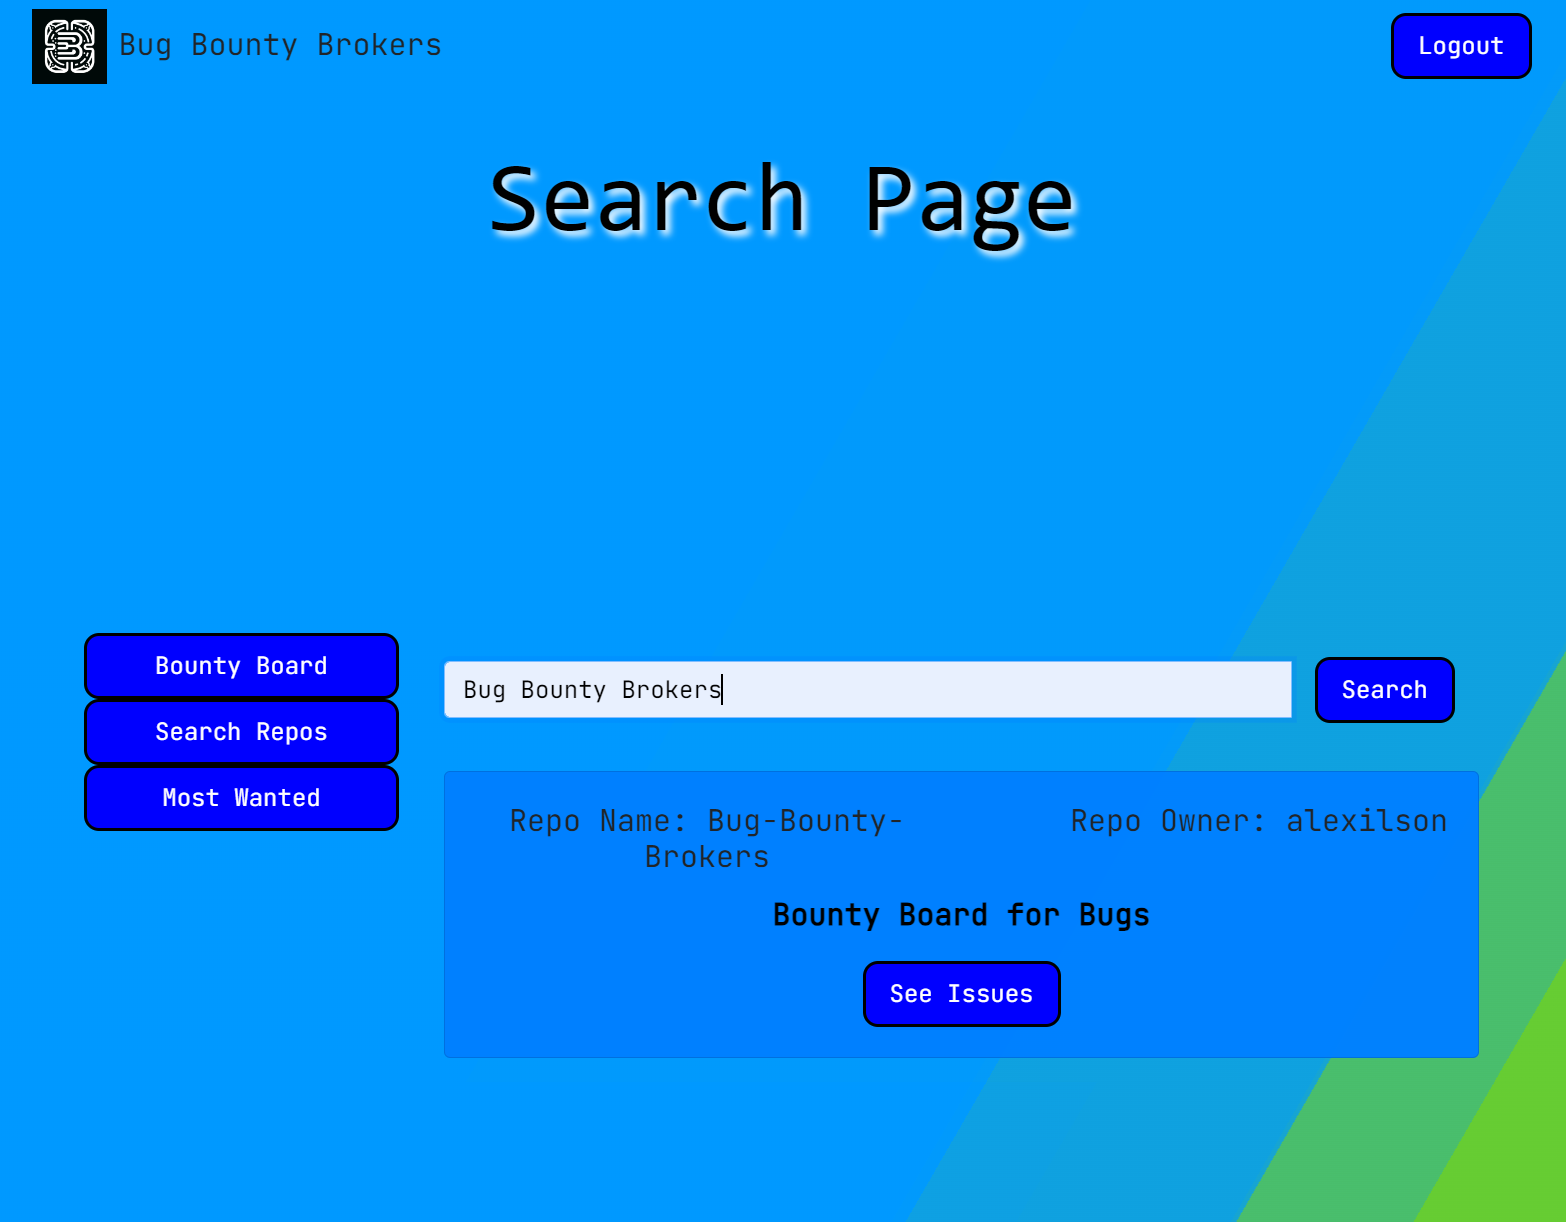 Bug Bounty Brokers
Logout
Search Page
Bounty Board
Search Repos
Most Wanted
Bug Bounty Brokers
Search
Repo Name: Bug-Bounty-
Brokers
Repo Owner: alexilson
Bounty Board for Bugs
See Issues